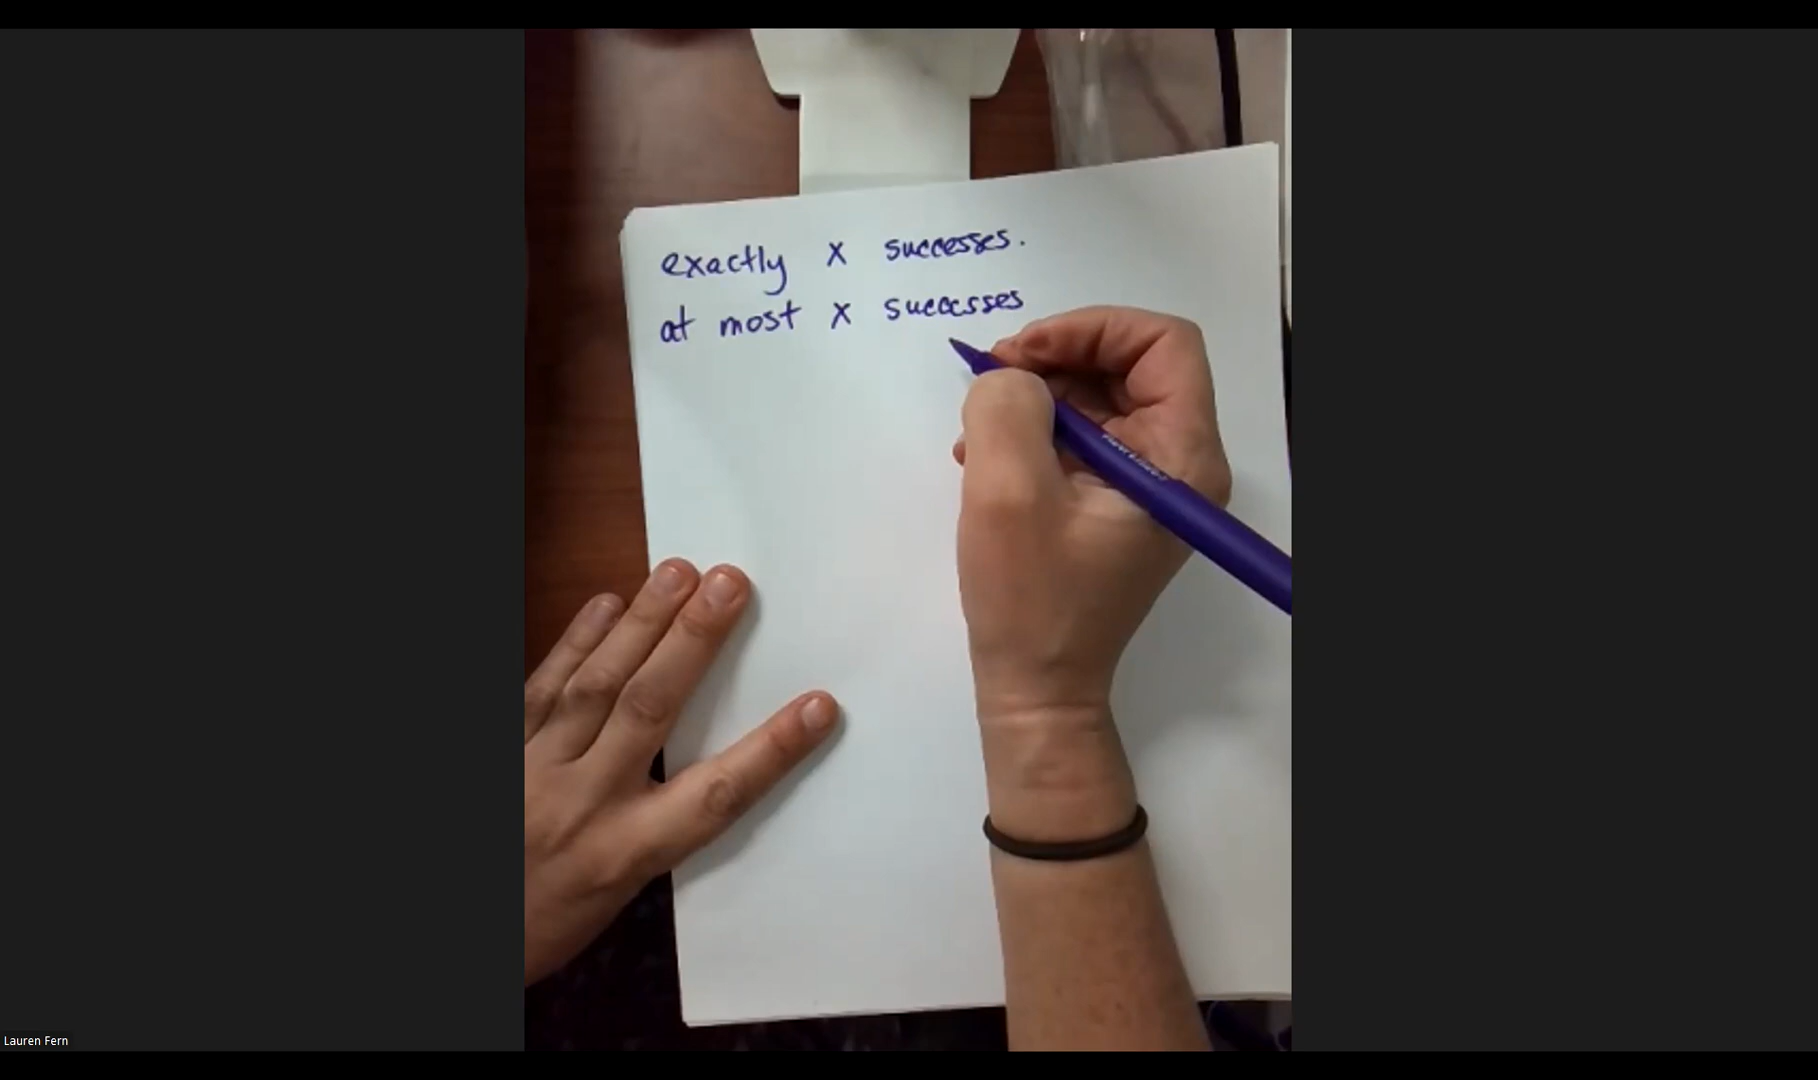 exactly x successes.
at most x successes
Lauren Fern